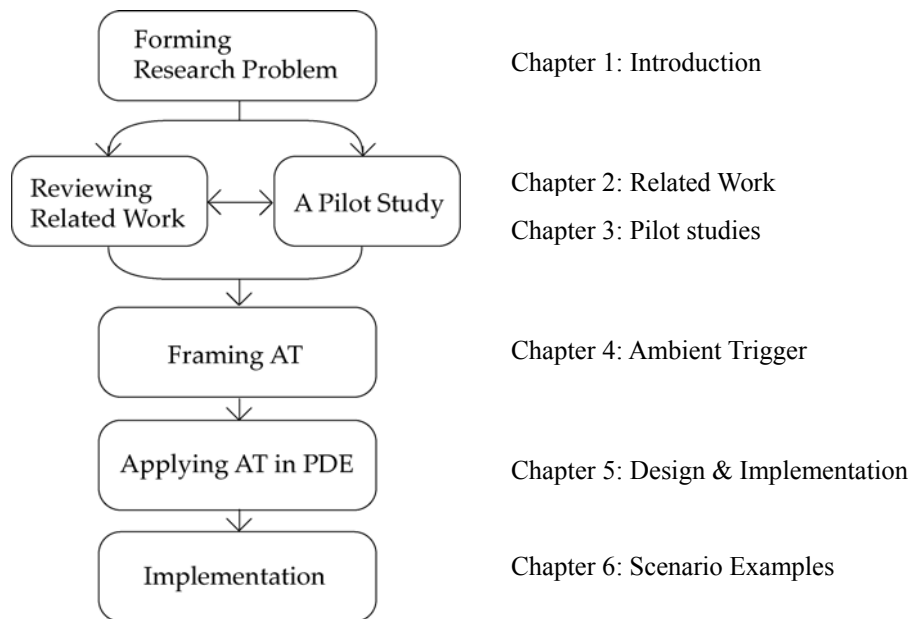 Forming
Research Problem
Chapter 1: Introduction
Reviewing
Related Work
A Pilot Study
Chapter 2: Related Work
Chapter 3: Pilot studies
Framing AT
Chapter 4: Ambient Trigger
Applying AT in PDE
Chapter 5: Design & Implementation
Implementation
Chapter 6: Scenario Examples